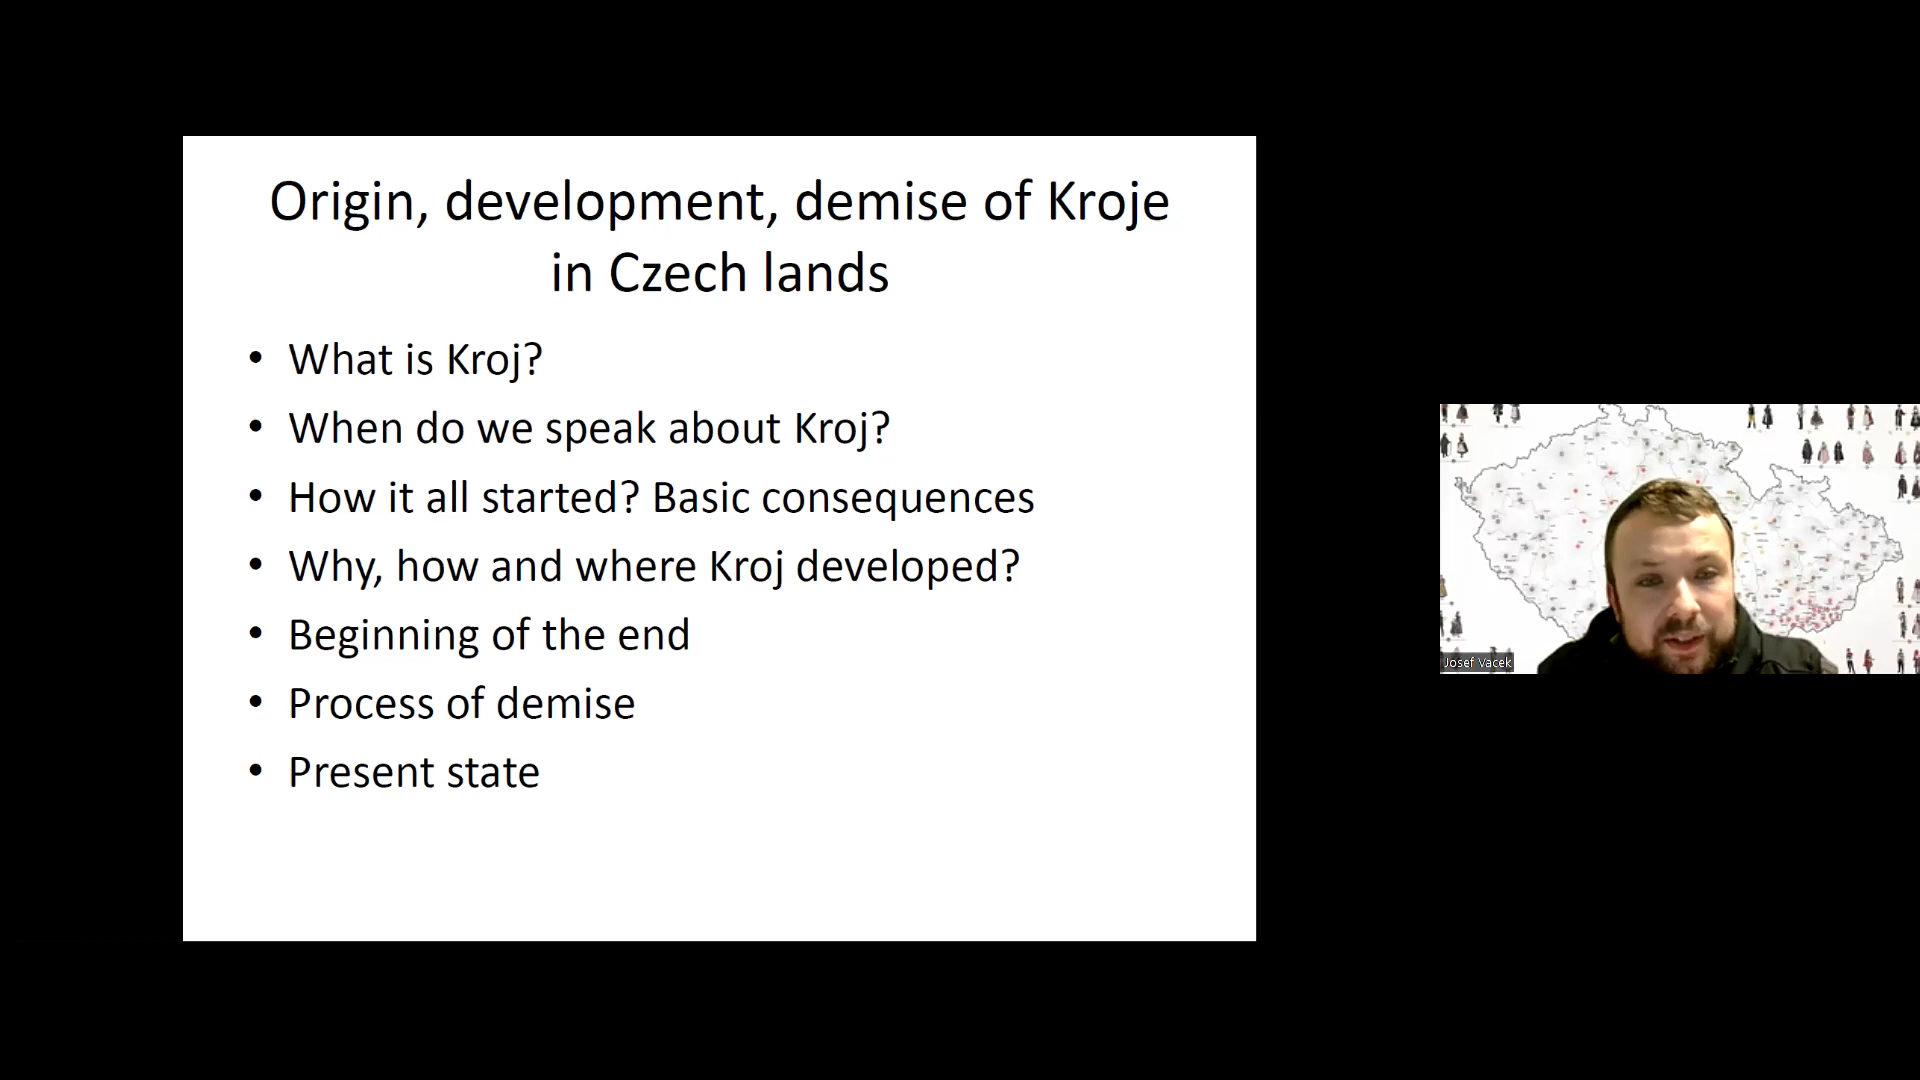 Origin, development, demise of Kroje
in Czech lands
• What is Kroj?
• When do we speak about Kroj?
• How it all started? Basic consequences
• Why, how and where Kroj developed?
• Beginning of the end
• Process of demise
• Present state
Josef Vacek